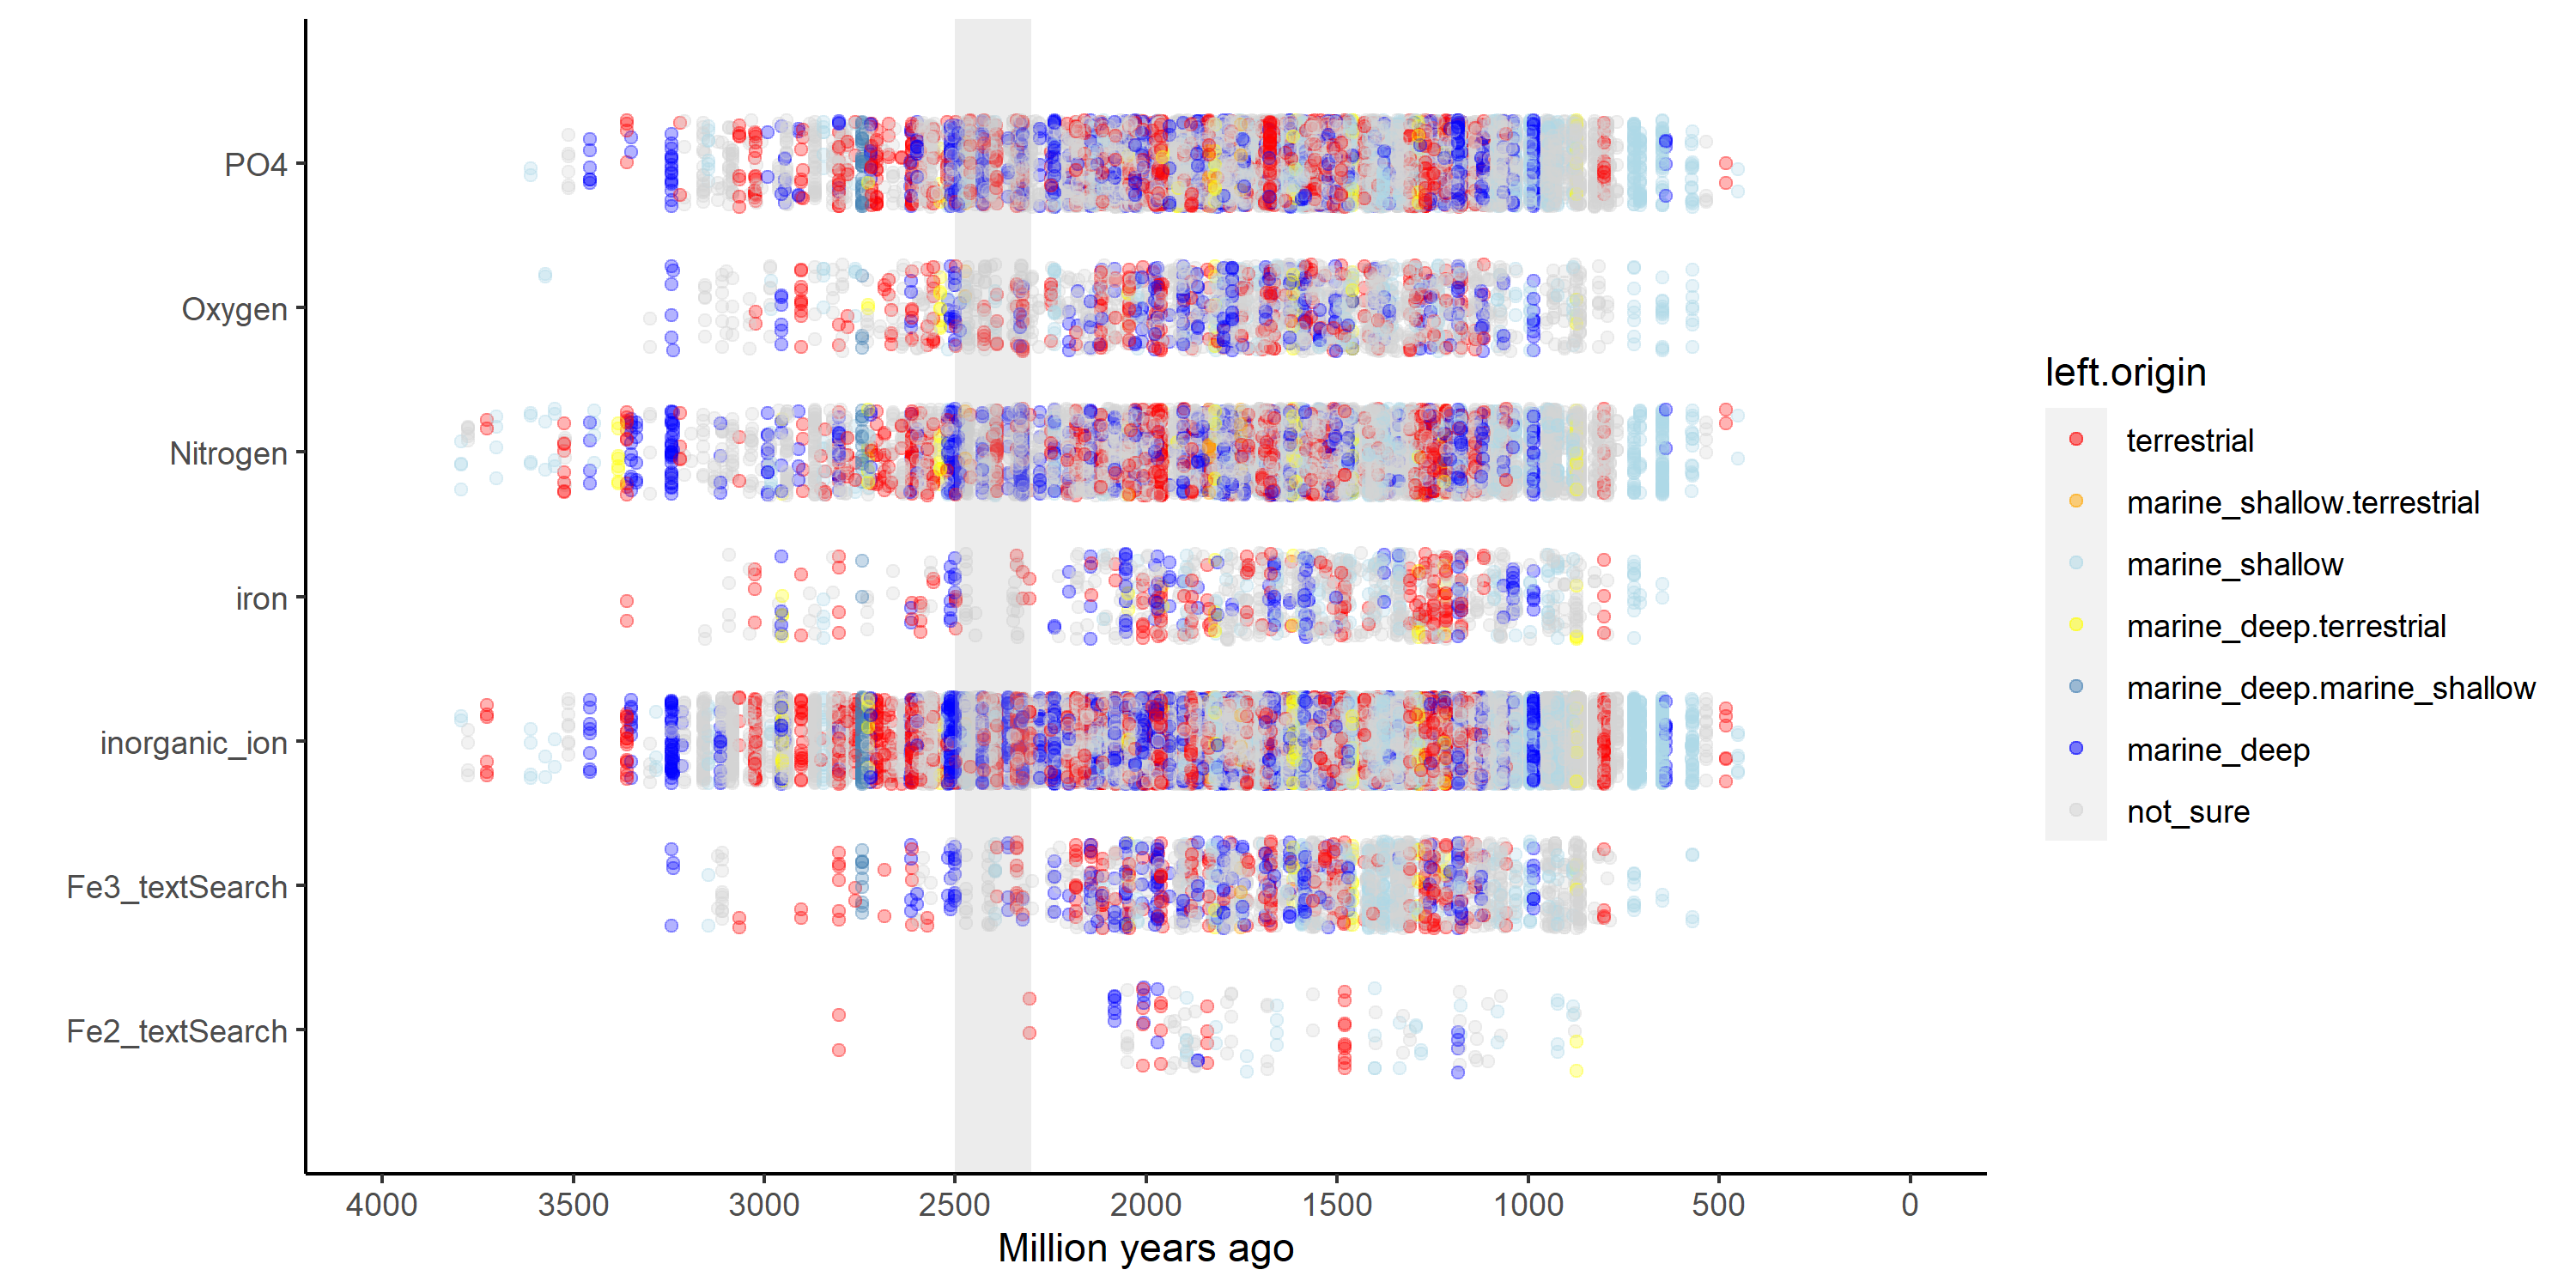 PO4
Oxygen
Nitrogen
iron
inorganic_ion
Fe3_textSearch
Fe2_textSearch
4000 3500 3000 2500 2000 1500 1000 500 0
Million years ago
left.origin
terrestrial
marine_shallow.terrestrial
marine_shallow
marine_deep.terrestrial
marine_deep.marine_shallow
marine_deep
not_sure